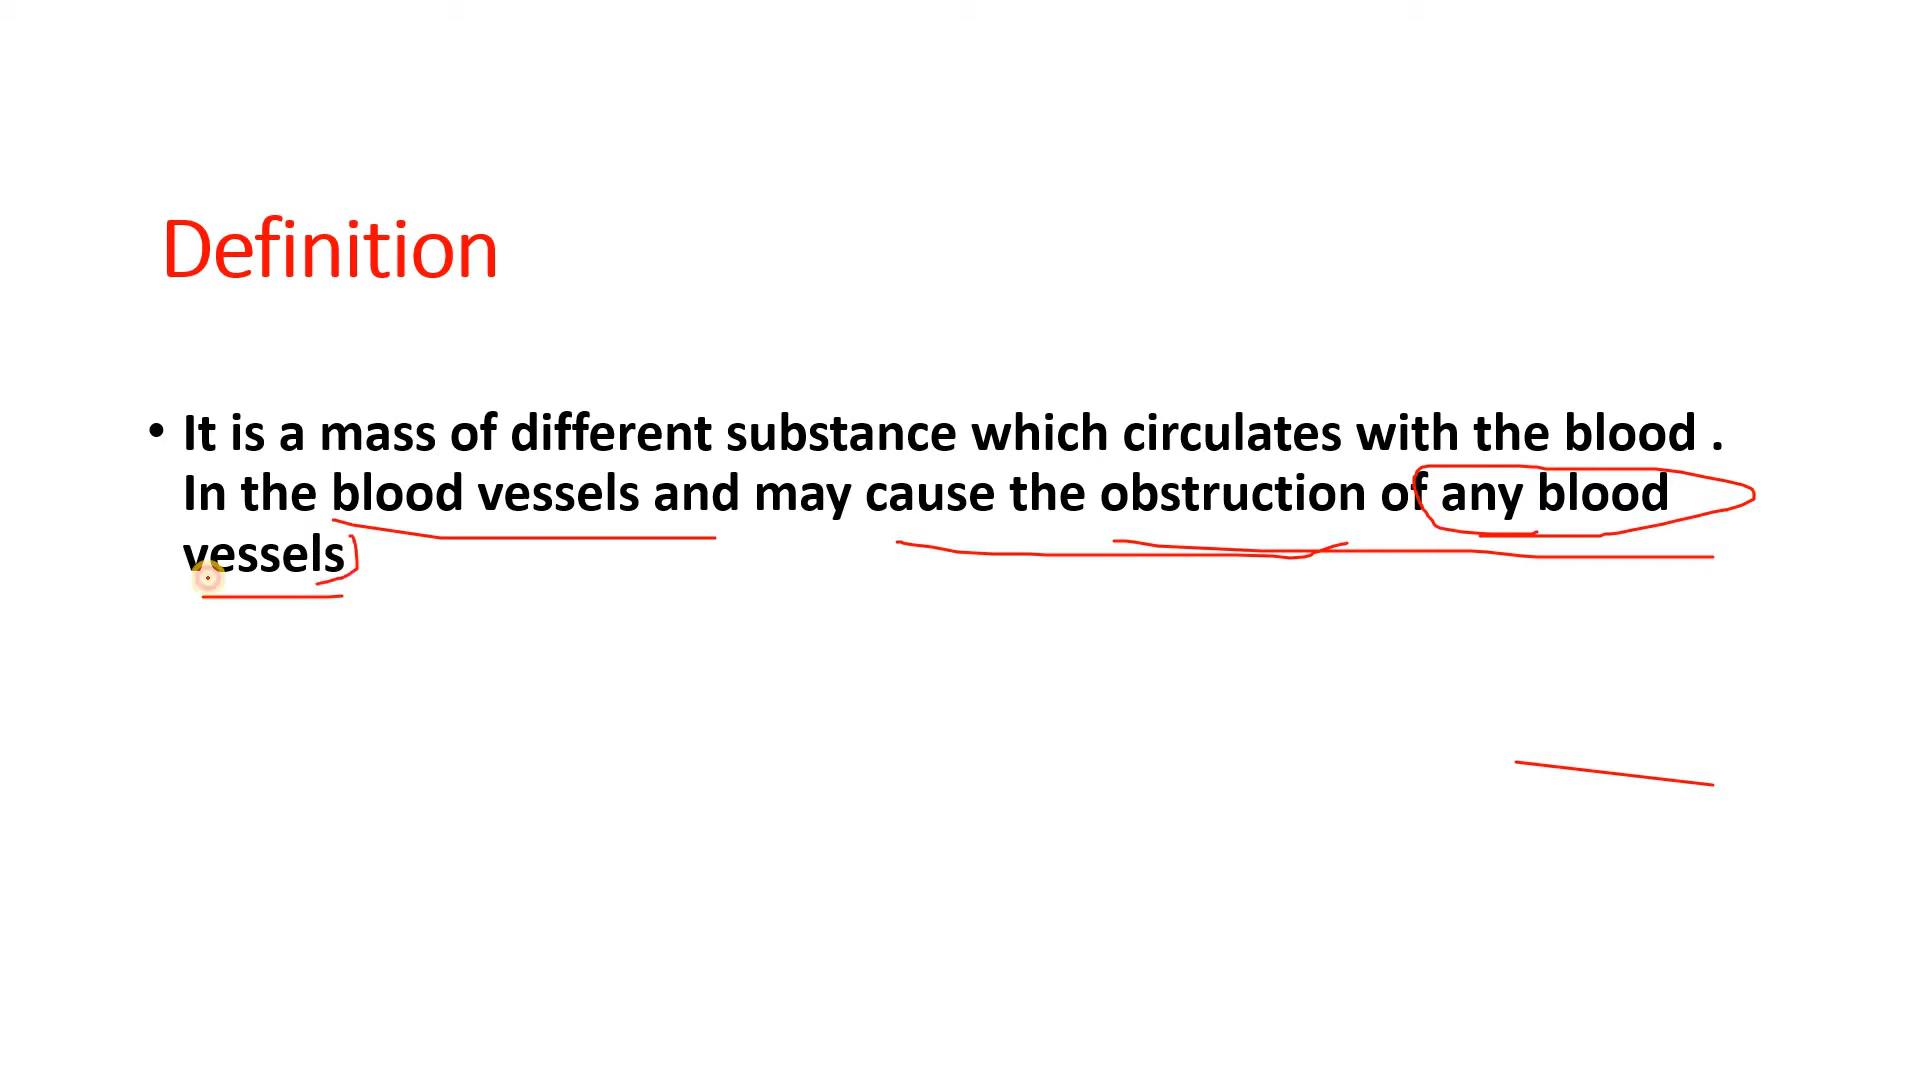 Definition
• It is a mass of different substance which circulates with the blood .
In the blood vessels and may cause the obstruction of any blood
vessels